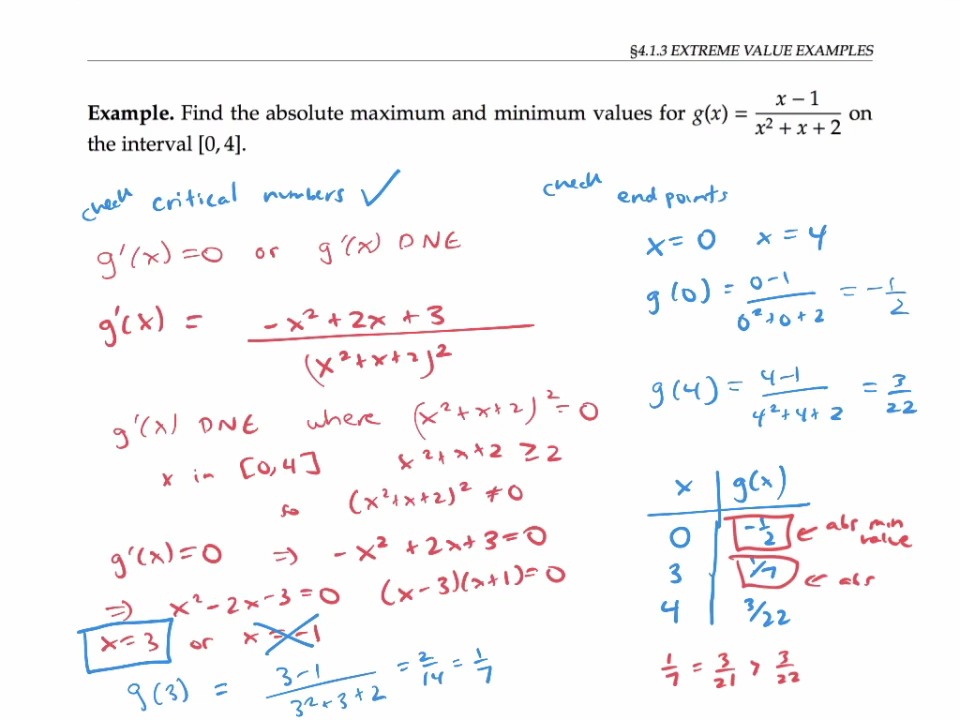 §4.1.3 EXTREME VALUE EXAMPLES
Example. Find the absolute maximum and minimum values for g(x) = (x − 1)/(x² + x + 2) on
the interval [0, 4].
check critical numbers ✓
g'(x) = 0 or g'(x) DNE
g'(x) = (-x² + 2x + 3)/(x² + x + 2)²
g'(x) DNE where (x² + x + 2)² = 0
x in [0,4] x² + x + 2 ≥ 2
so (x² + x + 2)² ≠ 0
g'(x) = 0 ⇒ -x² + 2x + 3 = 0
⇒ x² - 2x - 3 = 0 (x-3)(x+1) = 0
x = 3 or x = -1
g(3) = (3-1)/(3² + 3 + 2) = 2/14 = 1/7
check end points
x = 0 x = 4
g(0) = (0-1)/(0² + 0 + 2) = -1/2
g(4) = (4-1)/(4² + 4 + 2) = 3/22
x g(x)
0 -1/2 ← abs min value
3 1/7 ← abs
4 3/22
1/7 = 3/21 > 3/22